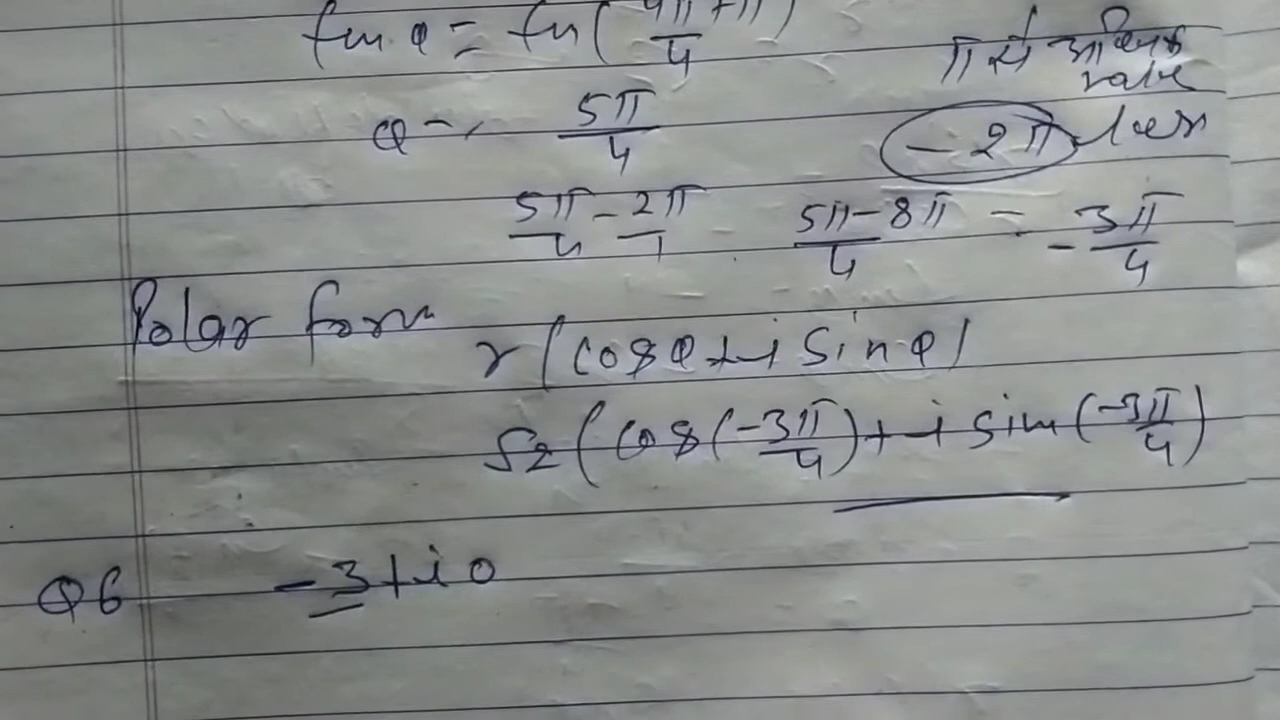 tan θ = tan( 4π+π / 4 )
π से अधिक value
θ = 5π/4
- 2π less
5π/4 - 2π/1 5π-8π/4 = -3π/4
Polar form
r(cosθ+i sinθ)
√2(cos(-3π/4)+i sin(-3π/4)
Q6 -3+i0